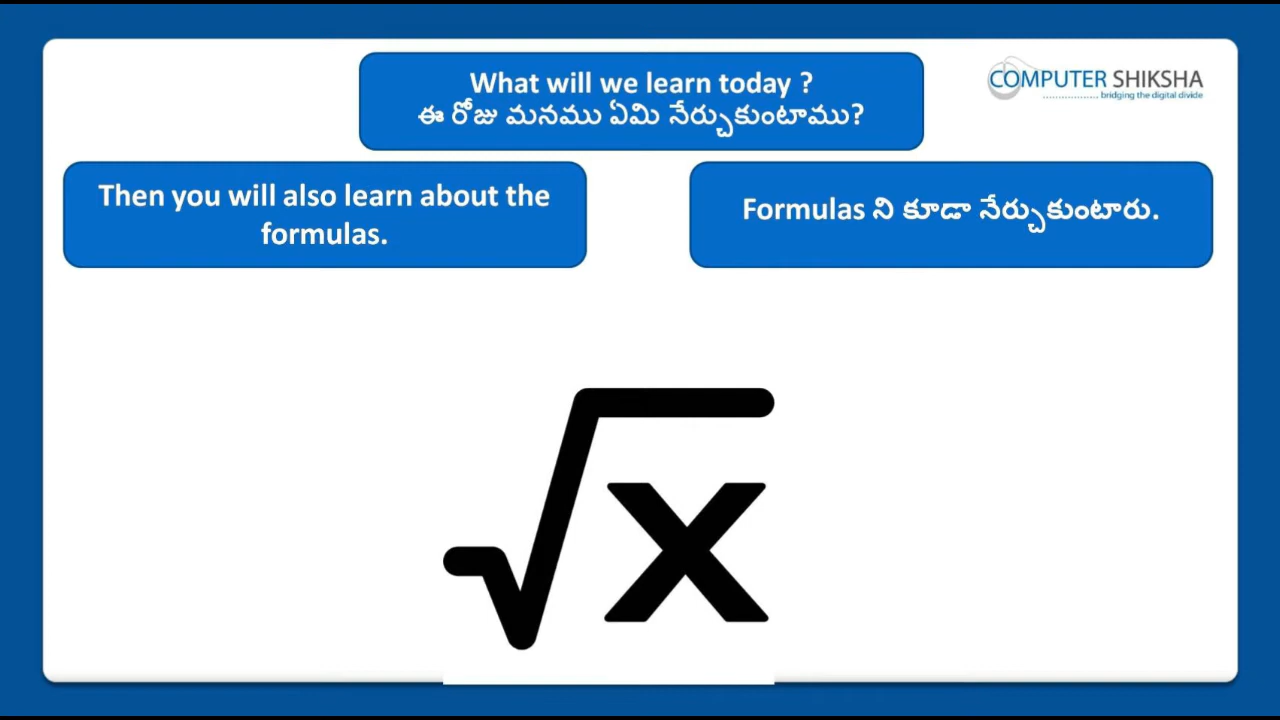 What will we learn today ?
ఈ రోజు మనము ఏమి నేర్చుకుంటాము?
COMPUTER SHIKSHA
bridging the digital divide
Then you will also learn about the
formulas.
Formulas ని కూడా నేర్చుకుంటారు.
√x